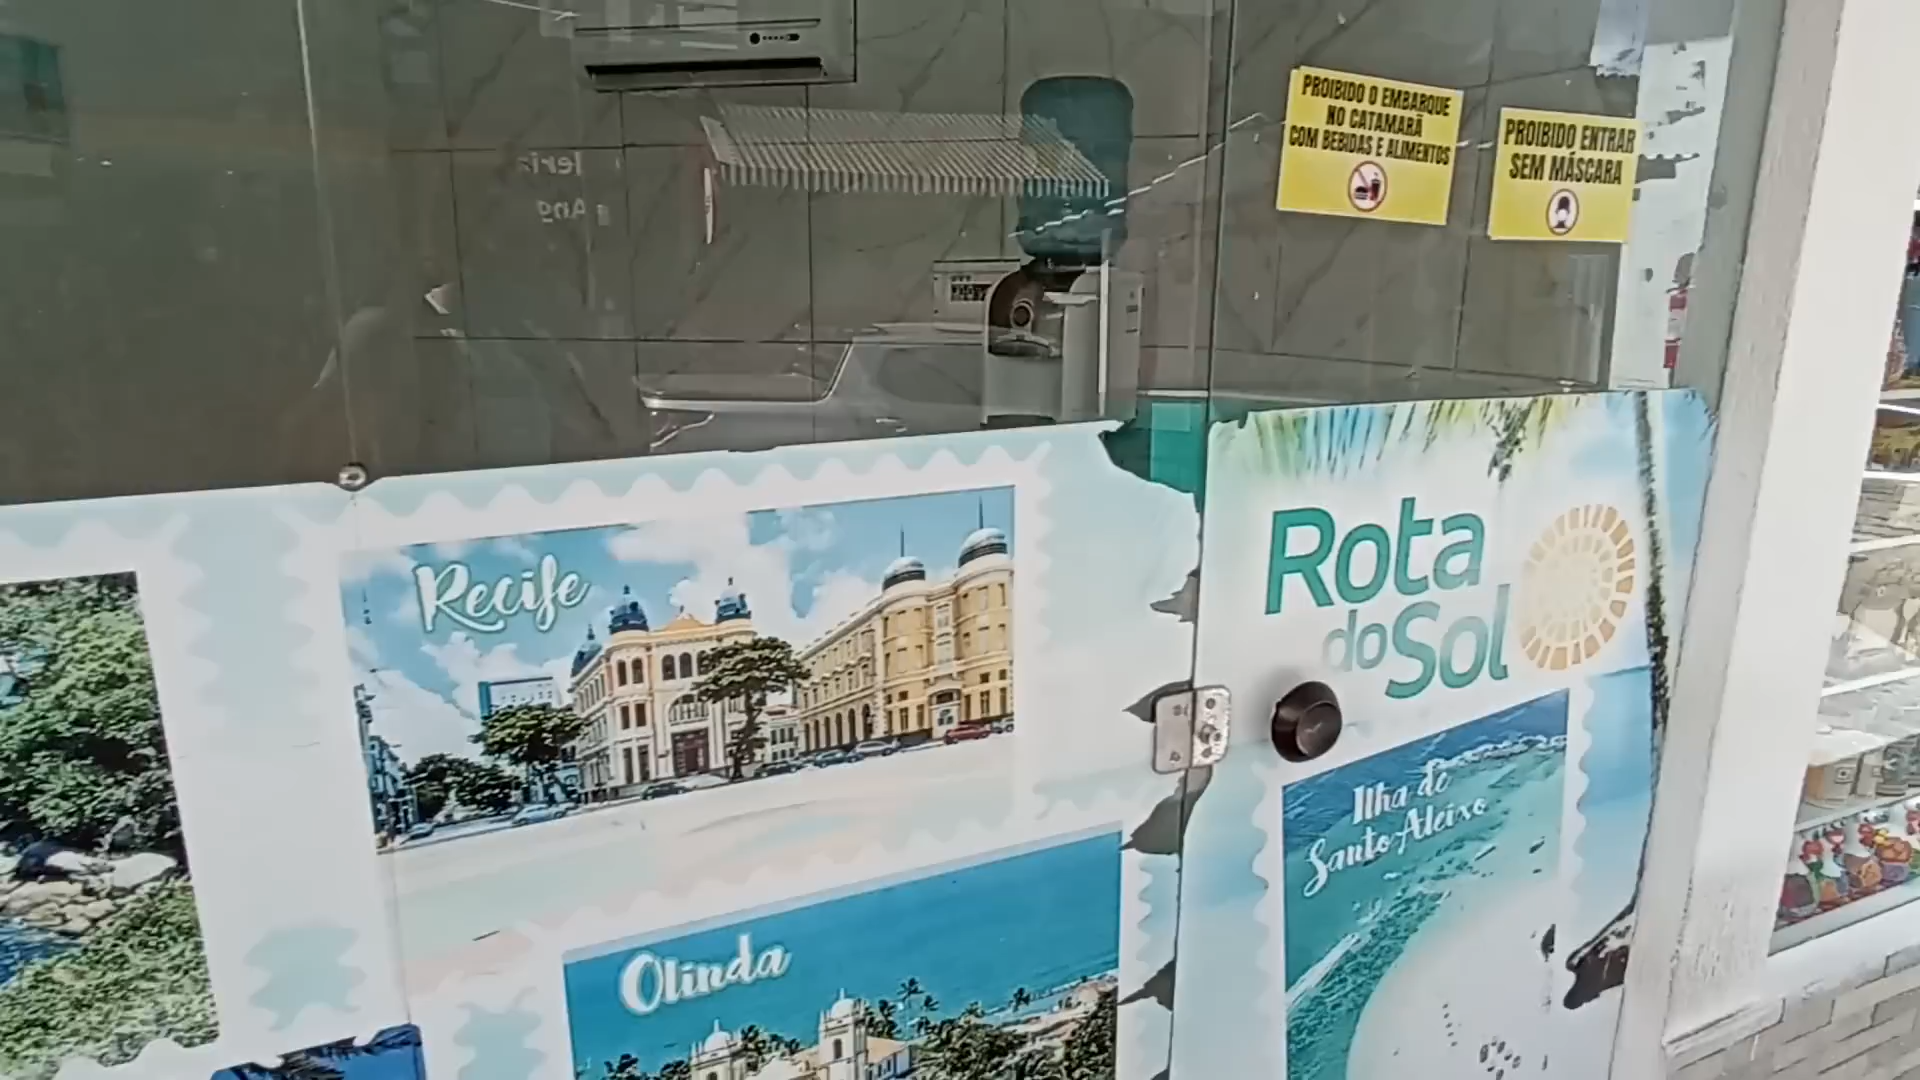 PROIBIDO O EMBARQUE
NO CATAMARÃ
COM BEBIDAS E ALIMENTOS
PROIBIDO ENTRAR
SEM MÁSCARA
Recife
Rota
do Sol
Ilha de
Santo Aleixo
Olinda